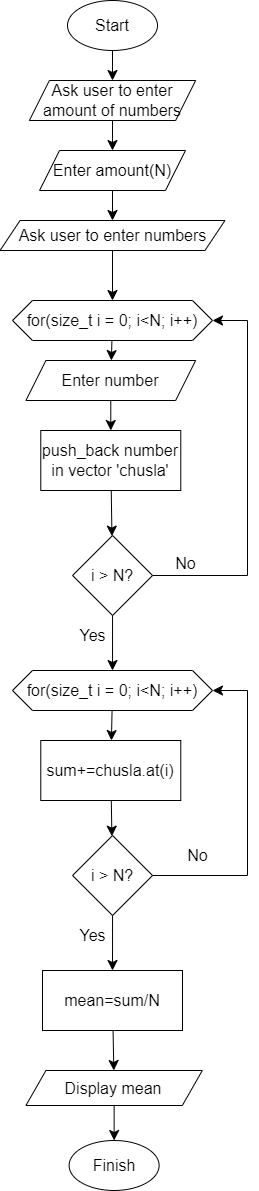 Start
Ask user to enter
amount of numbers
Enter amount(N)
Ask user to enter numbers
for(size_t i = 0; i<N; i++)
Enter number
push_back number
in vector 'chusla'
i > N?
No
Yes
for(size_t i = 0; i<N; i++)
sum+=chusla.at(i)
i > N?
No
Yes
mean=sum/N
Display mean
Finish